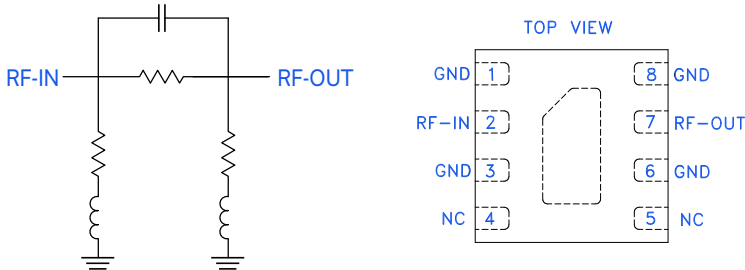 RF-IN
RF-OUT
TOP VIEW
GND 1 8 GND
RF-IN 2 7 RF-OUT
GND 3 6 GND
NC 4 5 NC